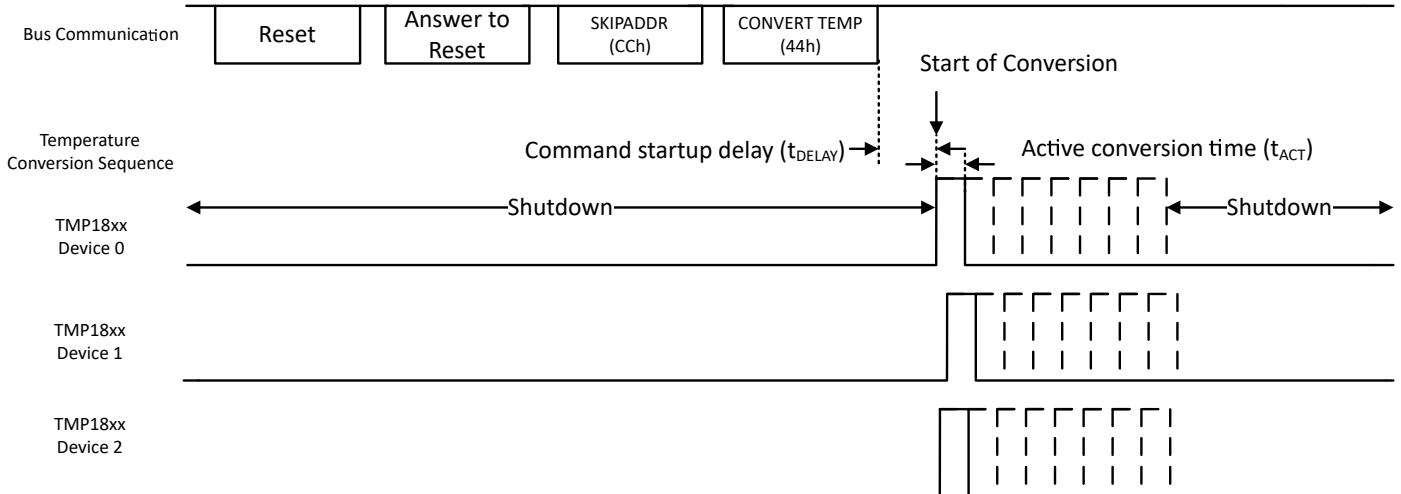 Bus Communication
Reset
Answer to
Reset
SKIPADDR
(CCh)
CONVERT TEMP
(44h)
Start of Conversion
Temperature
Conversion Sequence
Command startup delay (tDELAY)
Active conversion time (tACT)
Shutdown
Shutdown
TMP18xx
Device 0
TMP18xx
Device 1
TMP18xx
Device 2